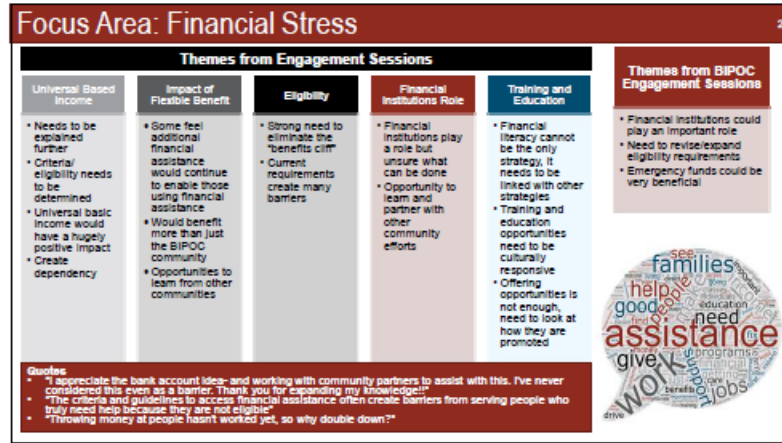 Focus Area: Financial Stress
2
Themes from Engagement Sessions
Universal Based
Income
• Needs to be
explained
further
• Criteria/
eligibility needs
to be
determined
• Universal basic
income would
have a hugely
positive impact
• Create
dependency
Impact of
Flexible Benefit
• Some feel
additional
financial
assistance
would continue
to enable those
using financial
assistance
• Would benefit
more than just
the BIPOC
community
• Opportunities to
learn from other
communities
Eligibility
• Strong need to
eliminate the
"benefits cliff"
• Current
requirements
create many
barriers
Financial
Institutions Role
• Financial
institutions play
a role but
unsure what
can be done
• Opportunity to
learn and
partner with
other
community
efforts
Training and
Education
• Financial
literacy cannot
be the only
strategy, it
needs to be
linked with other
strategies
• Training and
education
opportunities
need to be
culturally
responsive
• Offering
opportunities is
not enough,
need to look at
how they are
promoted
Themes from BIPOC
Engagement Sessions
• Financial institutions could
play an important role
• Need to revise/expand
eligibility requirements
• Emergency funds could be
very beneficial
Quotes
• "I appreciate the bank account idea- and working with community partners to assist with this. I've never
considered this even as a barrier. Thank you for expanding my knowledge!!"
• "The criteria and guidelines to access financial assistance often create barriers from serving people who
truly need help because they are not eligible"
• "Throwing money at people hasn't worked yet, so why double down?"
see
families
important
help
people
education
good
need
find
assistance
give
programs
work
support
jobs
benefits
care
drive